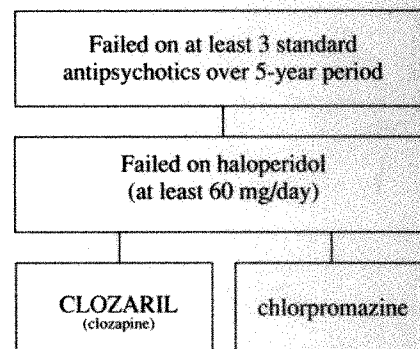 Failed on at least 3 standard
antipsychotics over 5-year period
Failed on haloperidol
(at least 60 mg/day)
CLOZARIL
(clozapine)
chlorpromazine